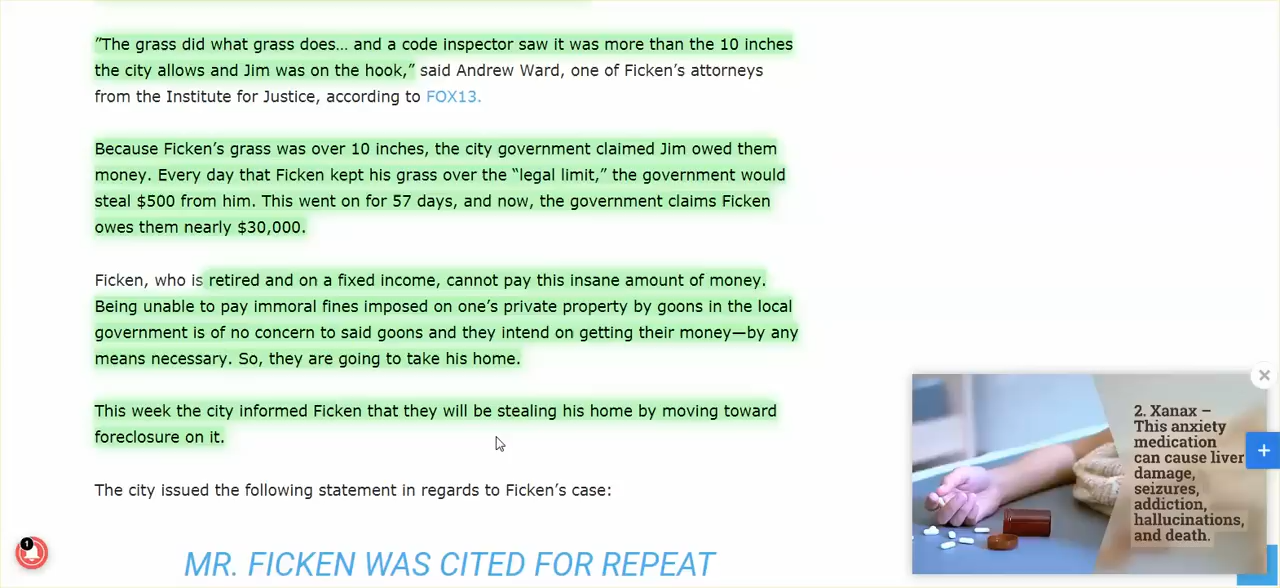 "The grass did what grass does… and a code inspector saw it was more than the 10 inches
the city allows and Jim was on the hook," said Andrew Ward, one of Ficken's attorneys
from the Institute for Justice, according to FOX13.
Because Ficken's grass was over 10 inches, the city government claimed Jim owed them
money. Every day that Ficken kept his grass over the "legal limit," the government would
steal $500 from him. This went on for 57 days, and now, the government claims Ficken
owes them nearly $30,000.
Ficken, who is retired and on a fixed income, cannot pay this insane amount of money.
Being unable to pay immoral fines imposed on one's private property by goons in the local
government is of no concern to said goons and they intend on getting their money—by any
means necessary. So, they are going to take his home.
This week the city informed Ficken that they will be stealing his home by moving toward
foreclosure on it.
The city issued the following statement in regards to Ficken's case:
MR. FICKEN WAS CITED FOR REPEAT
2. Xanax –
This anxiety
medication
can cause liver
damage,
seizures,
addiction,
hallucinations,
and death.
1